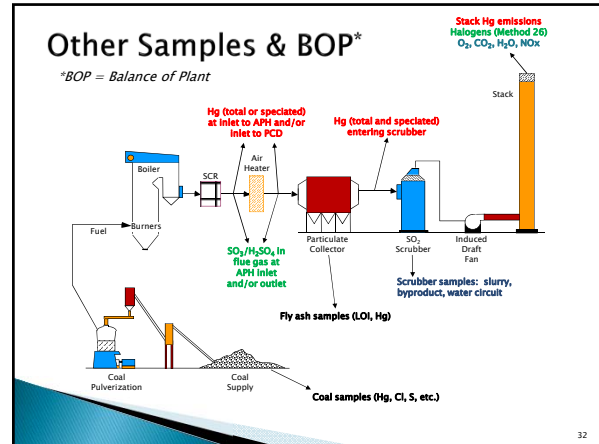 Other Samples & BOP*
*BOP = Balance of Plant
Stack Hg emissions
Halogens (Method 26)
O2, CO2, H2O, NOx
Stack
Hg (total or speciated)
at inlet to APH and/or
inlet to PCD
Hg (total and speciated)
entering scrubber
Boiler
SCR
Air
Heater
Fuel
Burners
SO3/H2SO4 in
flue gas at
APH inlet
and/or outlet
Particulate
Collector
SO2
Scrubber
Induced
Draft
Fan
Scrubber samples: slurry,
byproduct, water circuit
Fly ash samples (LOI, Hg)
Coal
Pulverization
Coal
Supply
Coal samples (Hg, Cl, S, etc.)
32